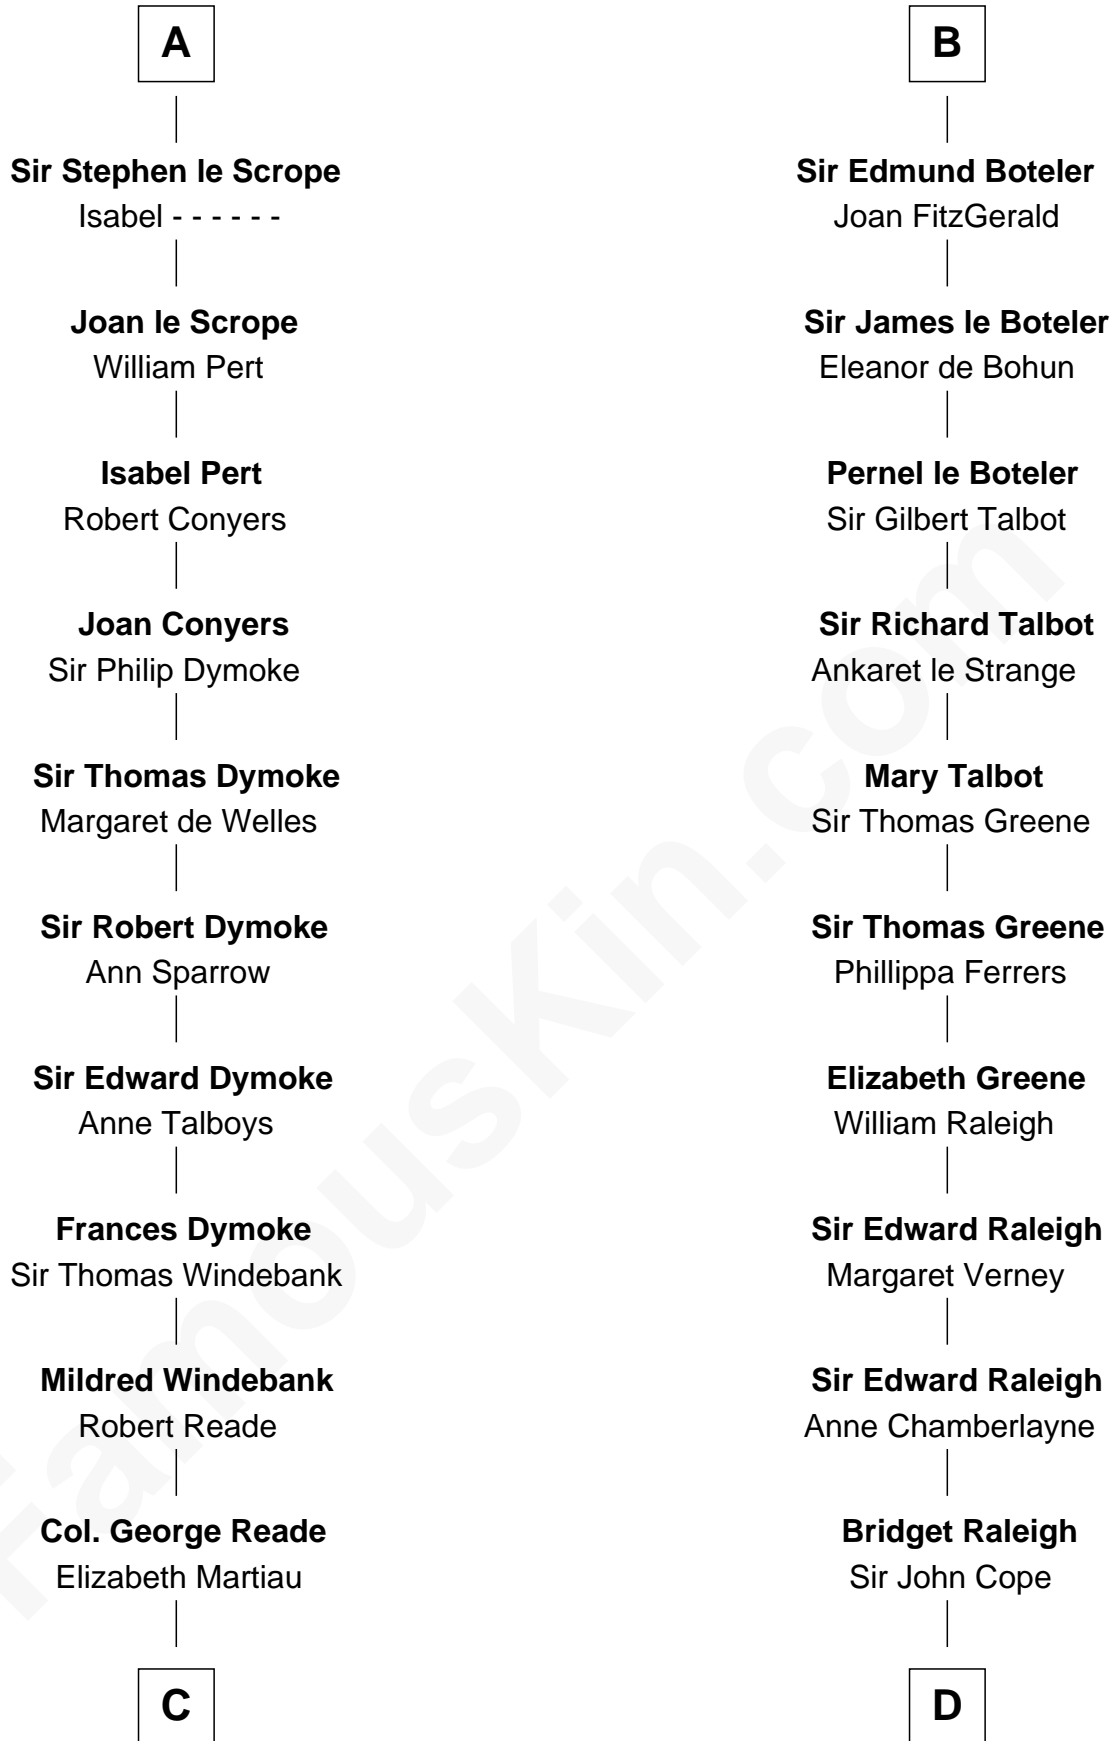 A
Sir Stephen le Scrope
Isabel - - - - - -
Joan le Scrope
William Pert
Isabel Pert
Robert Conyers
Joan Conyers
Sir Philip Dymoke
Sir Thomas Dymoke
Margaret de Welles
Sir Robert Dymoke
Ann Sparrow
Sir Edward Dymoke
Anne Talboys
Frances Dymoke
Sir Thomas Windebank
Mildred Windebank
Robert Reade
Col. George Reade
Elizabeth Martiau
C
B
Sir Edmund Boteler
Joan FitzGerald
Sir James le Boteler
Eleanor de Bohun
Pernel le Boteler
Sir Gilbert Talbot
Sir Richard Talbot
Ankaret le Strange
Mary Talbot
Sir Thomas Greene
Sir Thomas Greene
Phillippa Ferrers
Elizabeth Greene
William Raleigh
Sir Edward Raleigh
Margaret Verney
Sir Edward Raleigh
Anne Chamberlayne
Bridget Raleigh
Sir John Cope
D
FamousKin.com